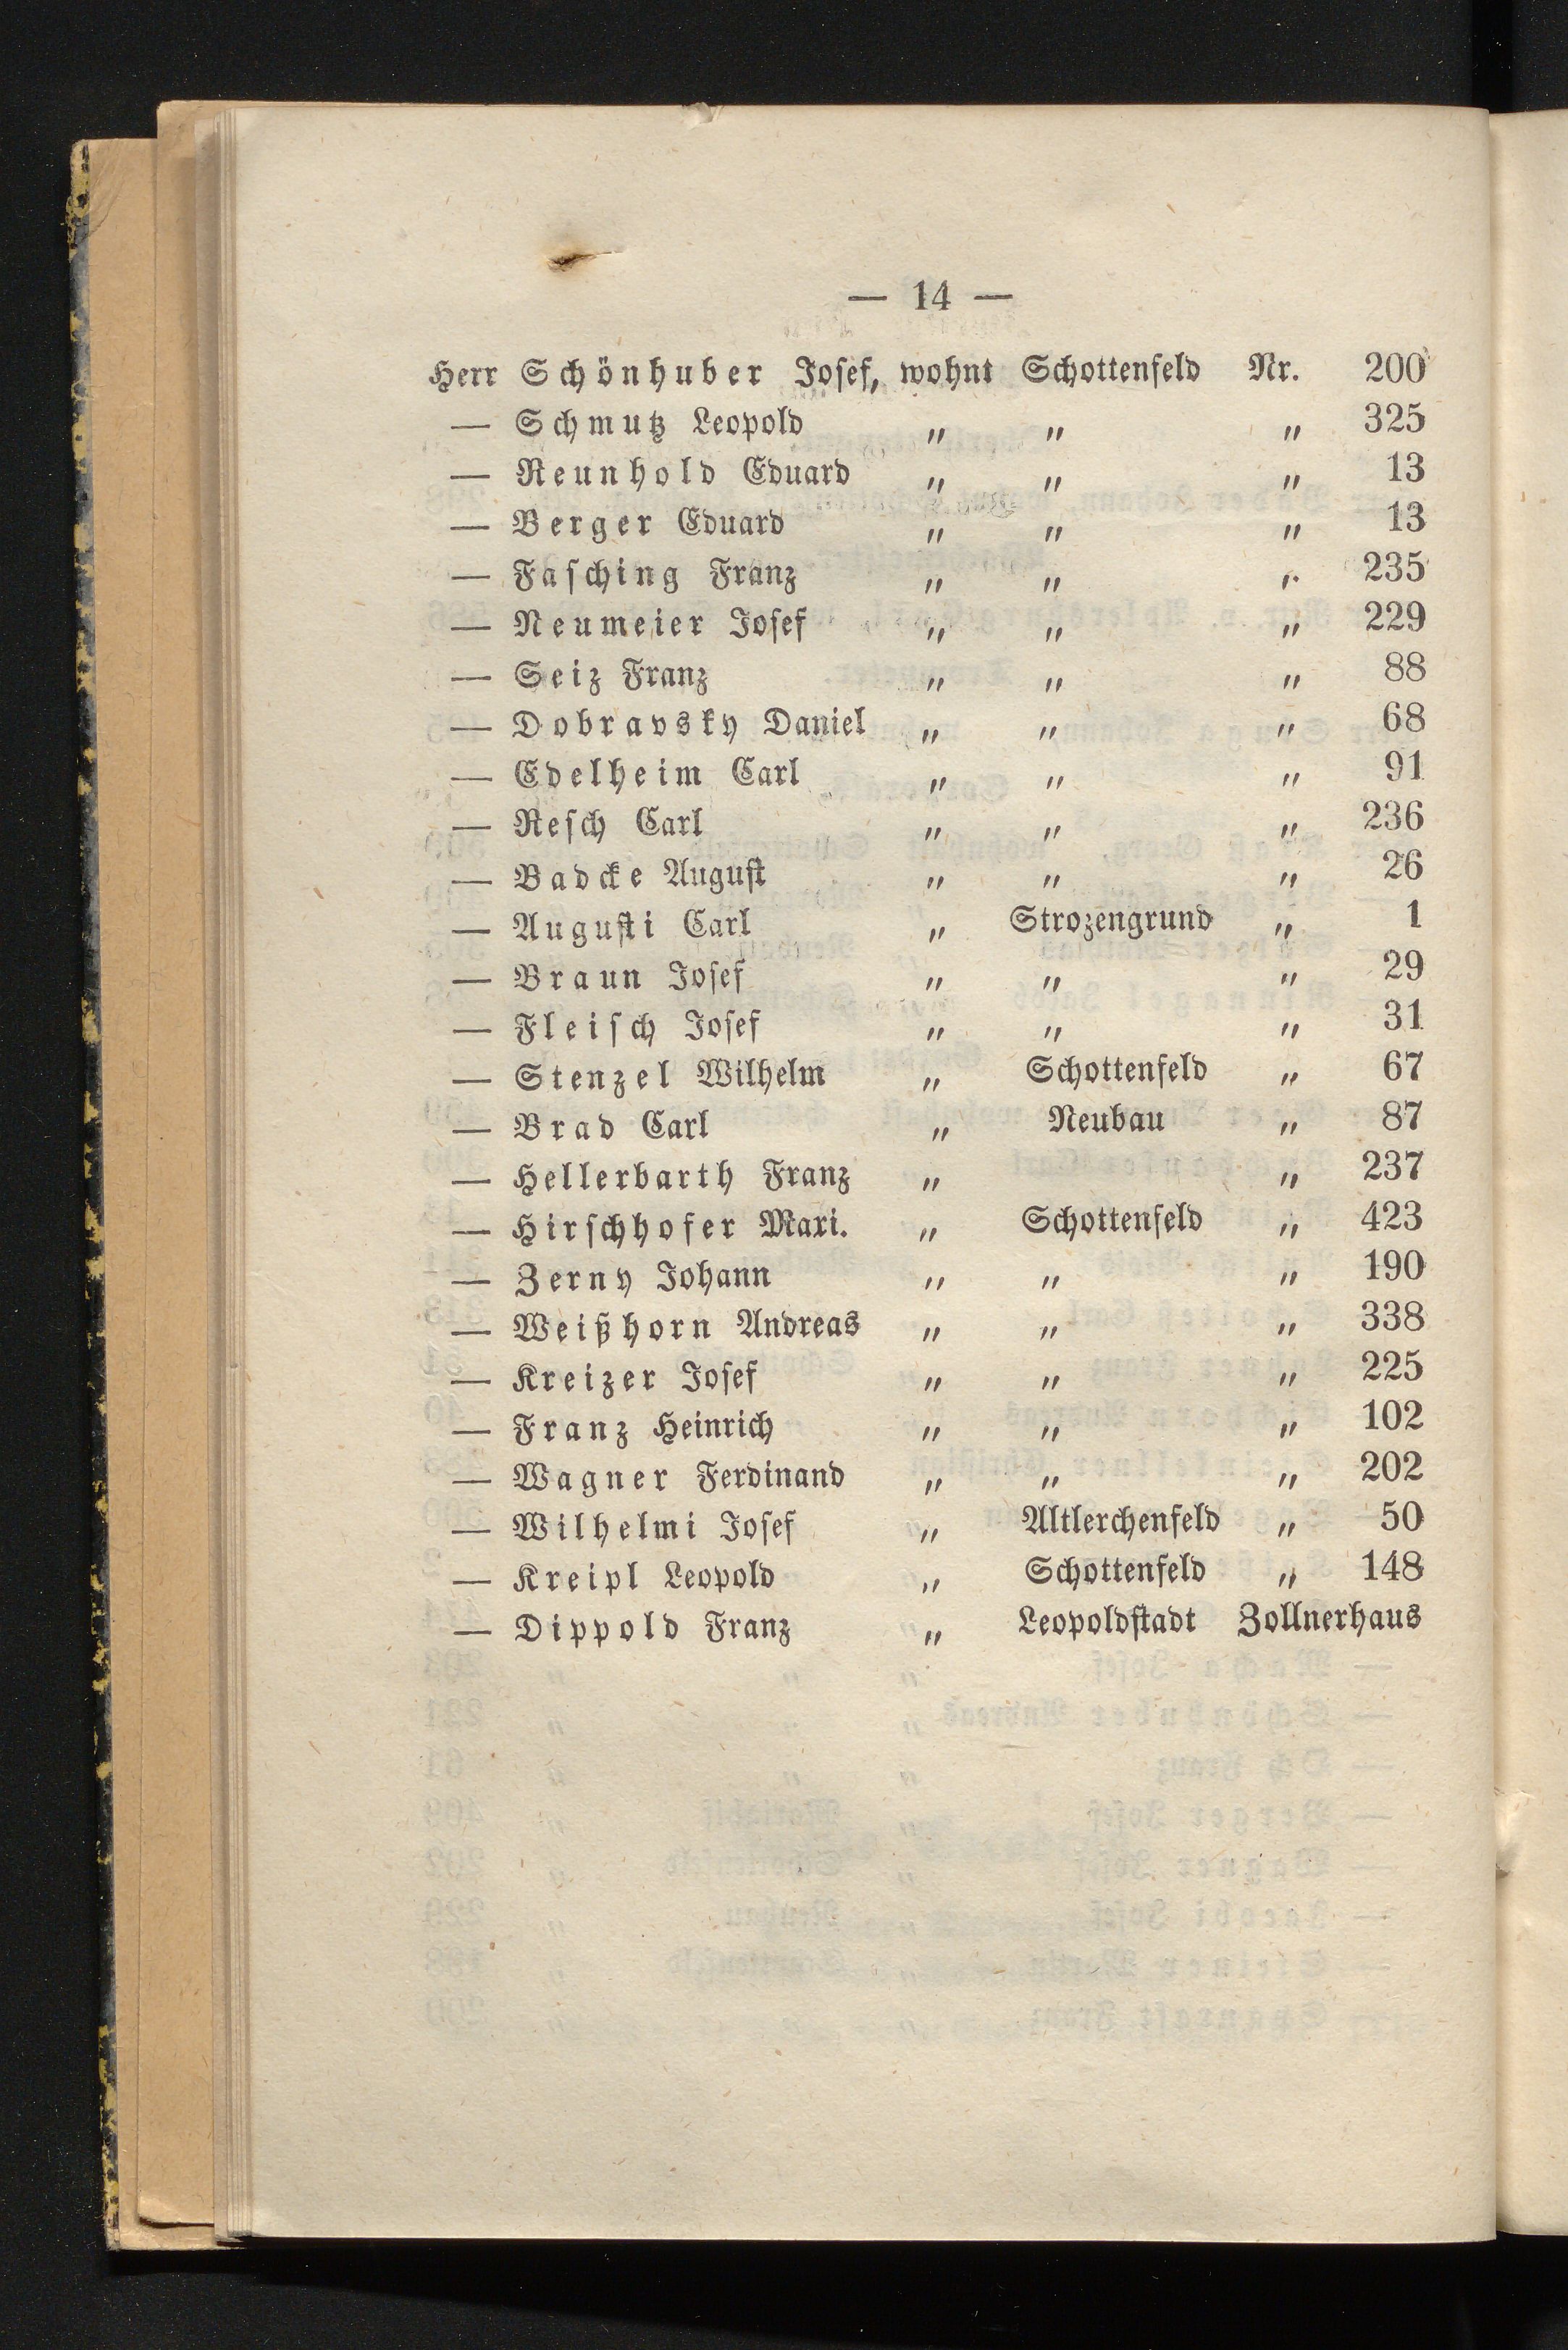 — 14 —
Herr Schönhuber Josef, wohnt Schottenfeld Nr. 200
— Schmutz Leopold „ „ „ 325
— Reunhold Eduard „ „ „ 13
— Berger Eduard „ „ „ 13
— Fasching Franz „ „ „ 235
— Neumeier Josef „ „ „ 229
— Seiz Franz „ „ „ 88
— Dobravsky Daniel „ „ „ 68
— Edelheim Carl „ „ „ 91
— Resch Carl „ „ „ 236
— Badcke August „ „ „ 26
— Augusti Carl „ Strozengrund „ 1
— Braun Josef „ „ „ 29
— Fleisch Josef „ „ „ 31
— Stenzel Wilhelm „ Schottenfeld „ 67
— Brad Carl „ Neubau „ 87
— Hellerbarth Franz „ „ 237
— Hirschhofer Maxi. „ Schottenfeld „ 423
— Zerny Johann „ „ „ 190
— Weißhorn Andreas „ „ „ 338
— Kreizer Josef „ „ „ 225
— Franz Heinrich „ „ „ 102
— Wagner Ferdinand „ „ „ 202
— Wilhelmi Josef „ Altlerchenfeld „ 50
— Kreipl Leopold „ Schottenfeld „ 148
— Dippold Franz „ Leopoldstadt Zollnerhaus